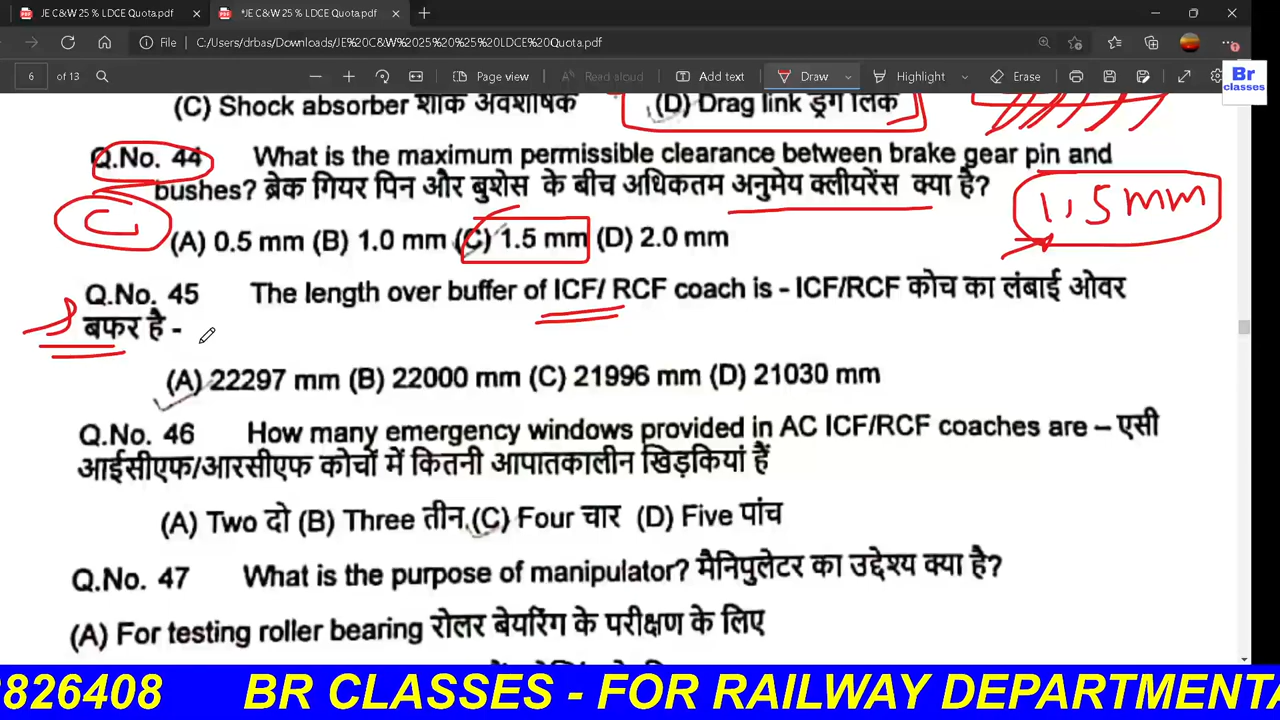 JE C&W 25 % LDCE Quota.pdf
*JE C&W 25 % LDCE Quota.pdf
File C:/Users/drbas/Downloads/JE%20C&W%2025%20%25%20LDCE%20Quota.pdf
6 of 13 Page view Read aloud Add text Draw Highlight Erase
Br classes
(C) Shock absorber शॉक अवशोषक (D) Drag link ड्रैग लिंक
Q.No. 44 What is the maximum permissible clearance between brake gear pin and
bushes? ब्रेक गियर पिन और बुशेस के बीच अधिकतम अनुमेय क्लीयरेंस क्या है?
1.5 mm
C
(A) 0.5 mm (B) 1.0 mm (C) 1.5 mm (D) 2.0 mm
Q.No. 45 The length over buffer of ICF/ RCF coach is - ICF/RCF कोच का लंबाई ओवर
बफर है -
(A) 22297 mm (B) 22000 mm (C) 21996 mm (D) 21030 mm
Q.No. 46 How many emergency windows provided in AC ICF/RCF coaches are – एसी
आईसीएफ/आरसीएफ कोचों में कितनी आपातकालीन खिड़कियां हैं
(A) Two दो (B) Three तीन (C) Four चार (D) Five पांच
Q.No. 47 What is the purpose of manipulator? मैनिपुलेटर का उद्देश्य क्या है?
(A) For testing roller bearing रोलर बेयरिंग के परीक्षण के लिए
3826408 BR CLASSES - FOR RAILWAY DEPARTMENTA